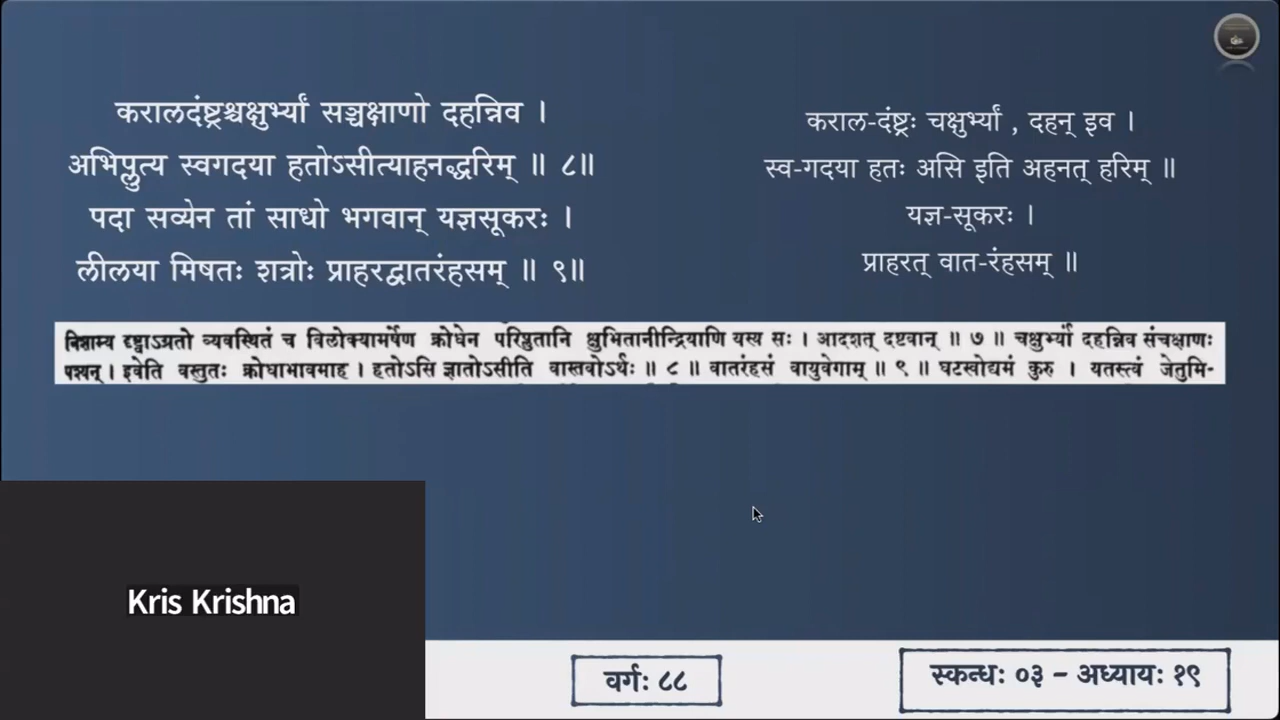 करालदंष्ट्रश्चक्षुर्भ्यां सञ्चक्षाणो दहन्निव ।
अभिप्लुत्य स्वगदया हतोऽसीत्याहनद्धरिम् ॥ ८॥
पदा सव्येन तां साधो भगवान् यज्ञसूकरः ।
लीलया मिषतः शत्रोः प्राहरद्वातरंहसम् ॥ ९॥
कराल-दंष्ट्रः चक्षुर्भ्यां , दहन् इव ।
स्व-गदया हतः असि इति अहनत् हरिम् ॥
यज्ञ-सूकरः ।
प्राहरत् वात-रंहसम् ॥
निशाम्य दृष्ट्वाऽग्रतो व्यवस्थितं च विलोक्यामर्षेण क्रोधेन परिप्लुतानि क्षुभितानीन्द्रियाणि यस्य सः । आदशत् दष्टवान् ॥ ७ ॥ चक्षुर्भ्यां दहन्निव संचक्षाणः
पश्यन् । इवेति वस्तुतः क्रोधाभावमाह । हतोऽसि ज्ञातोऽसीति वास्तवोऽर्थः ॥ ८ ॥ वातरंहसं वायुवेगाम् ॥ ९ ॥ घटस्वोद्यमं कुरु । यतस्त्वं जेतुमि-
Kris Krishna
वर्गः ८८
स्कन्धः ०३ - अध्यायः १९